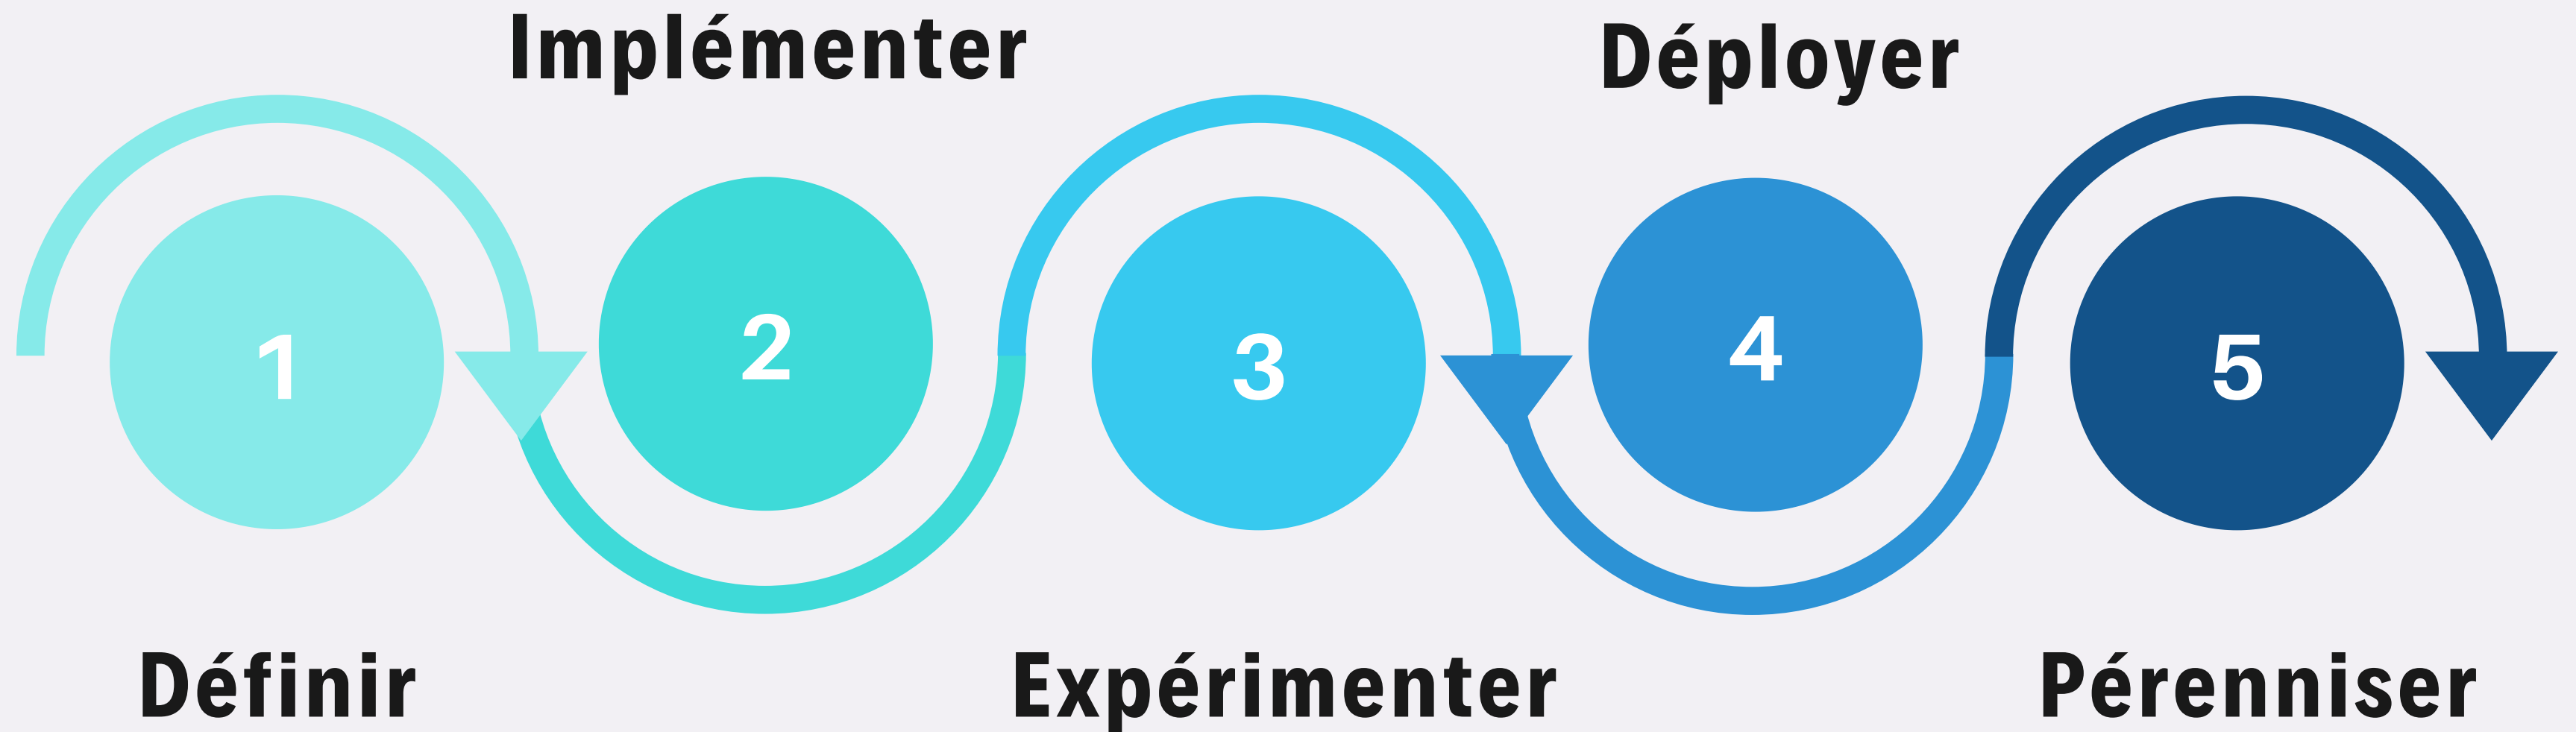 Implémenter
Déployer
1
2
3
4
5
Définir
Expérimenter
Pérenniser